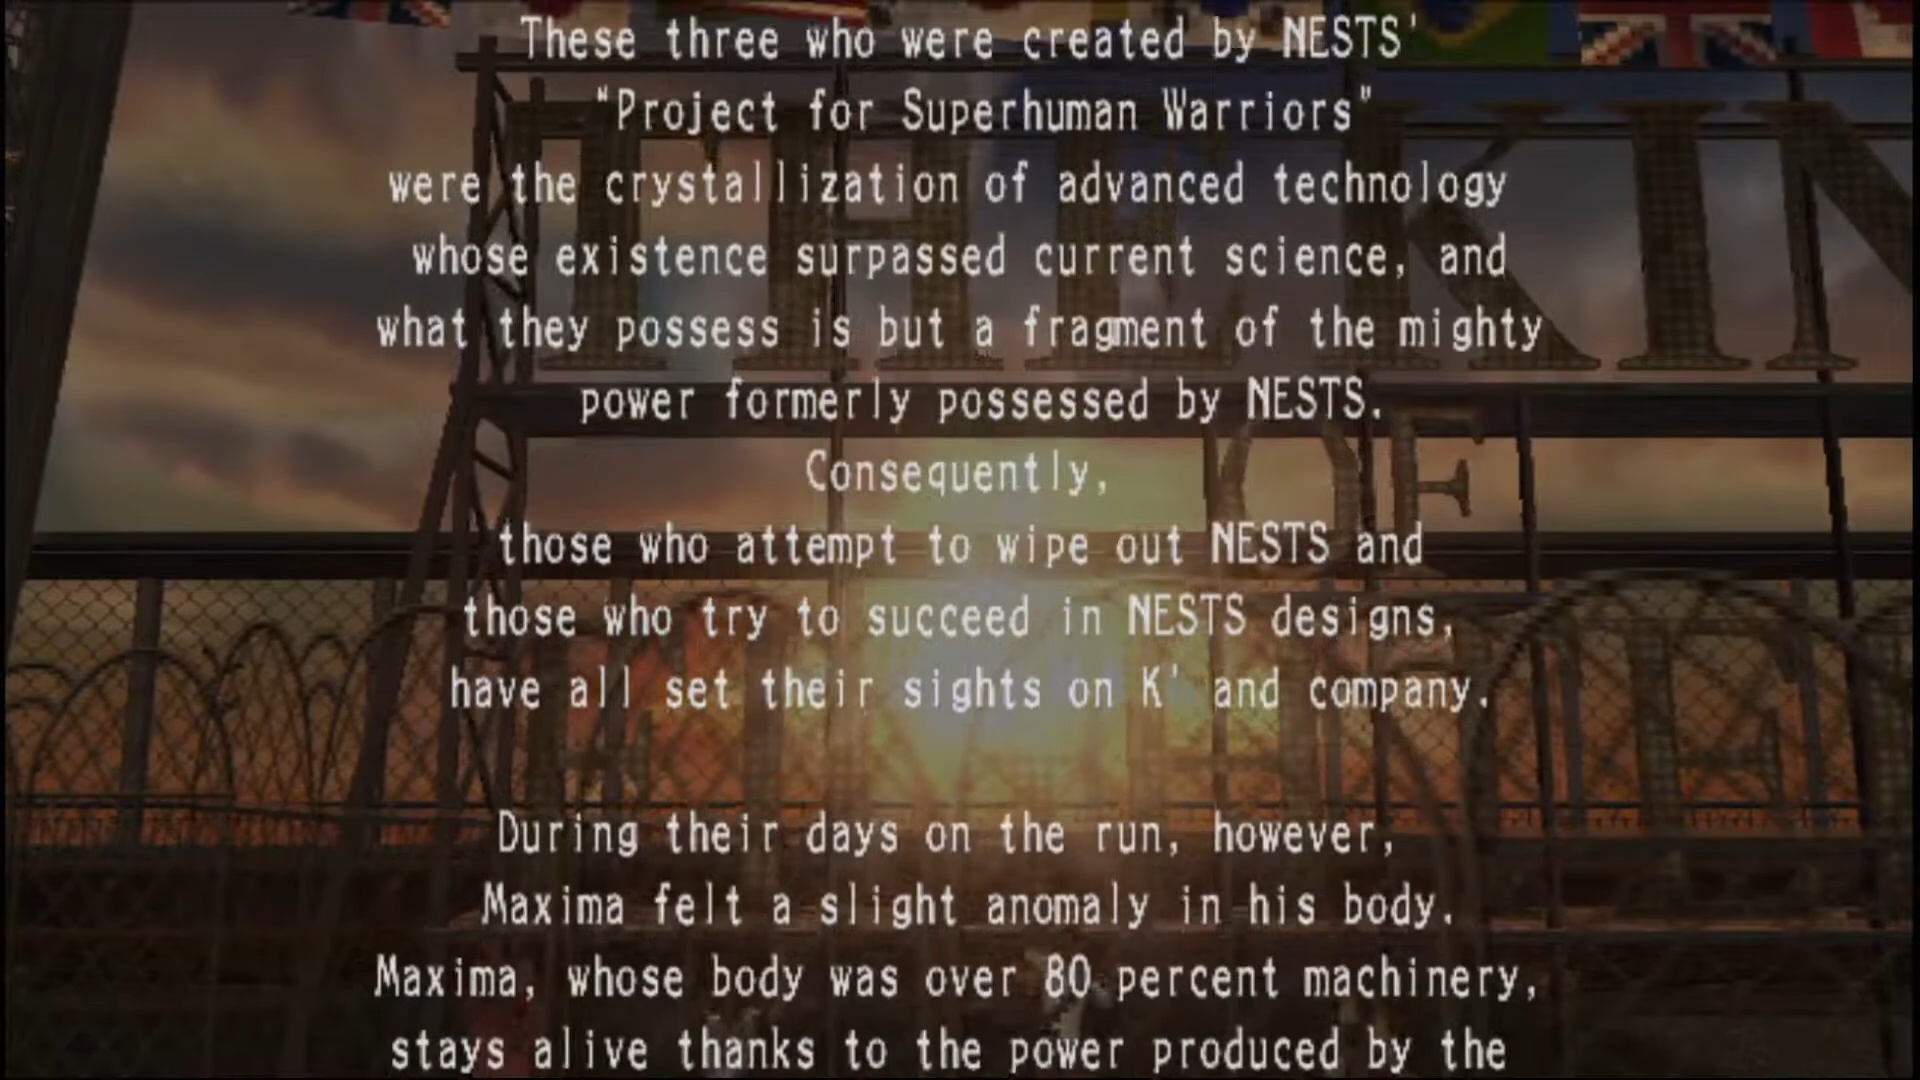 These three who were created by NESTS'
"Project for Superhuman Warriors"
were the crystallization of advanced technology
whose existence surpassed current science, and
what they possess is but a fragment of the mighty
power formerly possessed by NESTS.
Consequently,
those who attempt to wipe out NESTS and
those who try to succeed in NESTS designs,
have all set their sights on K' and company.
During their days on the run, however,
Maxima felt a slight anomaly in his body.
Maxima, whose body was over 80 percent machinery,
stays alive thanks to the power produced by the
THE KIN
OF